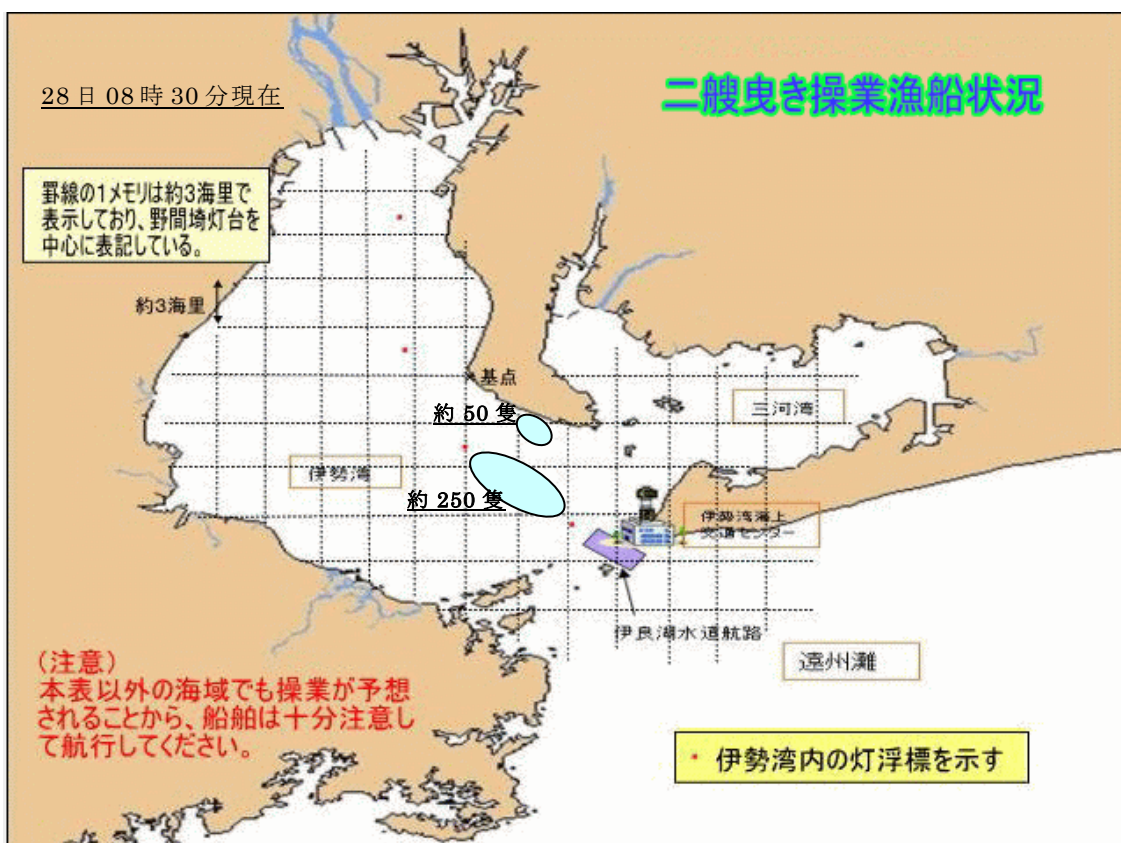 28日08時30分現在
二艘曳き操業漁船状況
罫線の1メモリは約3海里で
表示しており、野間埼灯台を
中心に表記している。
約3海里
基点
約 50 隻
三河湾
伊勢湾
約 250 隻
伊勢湾海上
交通センター
伊良湖水道航路
遠州灘
(注意)
本表以外の海域でも操業が予想
されることから、船舶は十分注意し
て航行してください。
伊勢湾内の灯浮標を示す